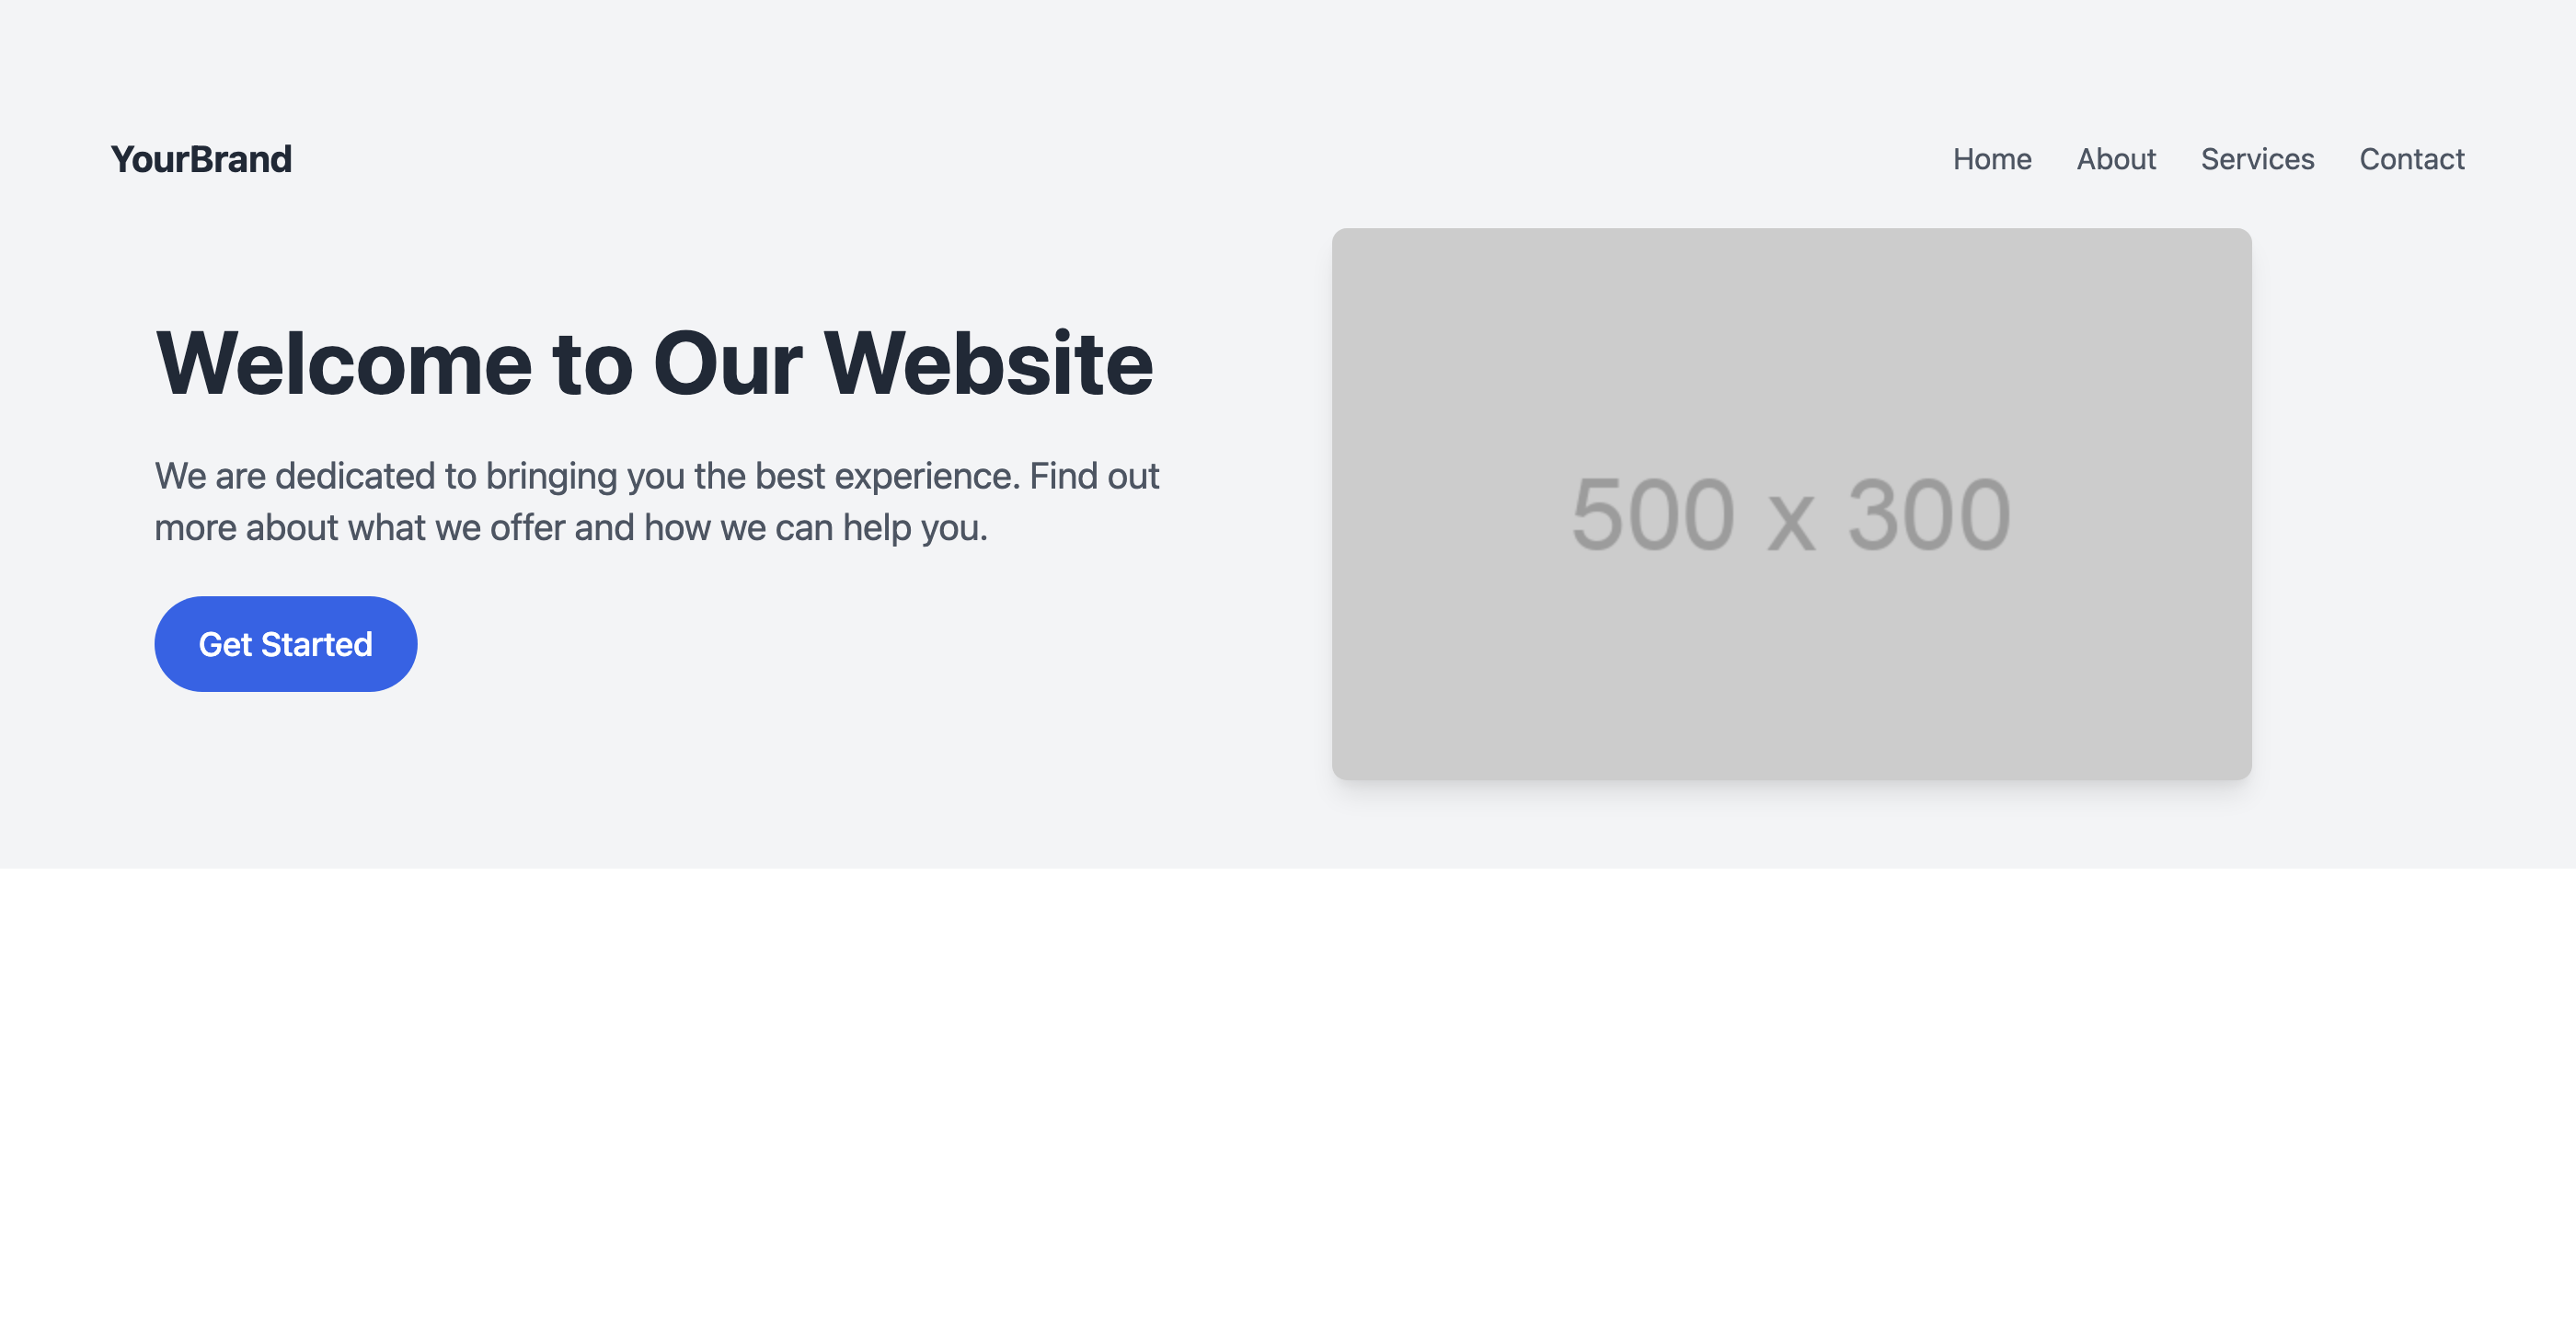 YourBrand
Home About Services Contact
Welcome to Our Website
We are dedicated to bringing you the best experience. Find out
more about what we offer and how we can help you.
Get Started
500 x 300